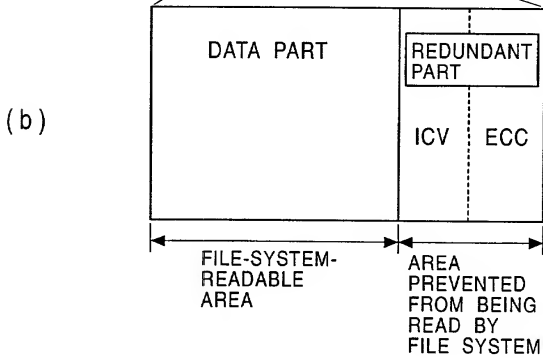 (b)
DATA PART
REDUNDANT
PART
ICV
ECC
FILE-SYSTEM-
READABLE
AREA
AREA
PREVENTED
FROM BEING
READ BY
FILE SYSTEM